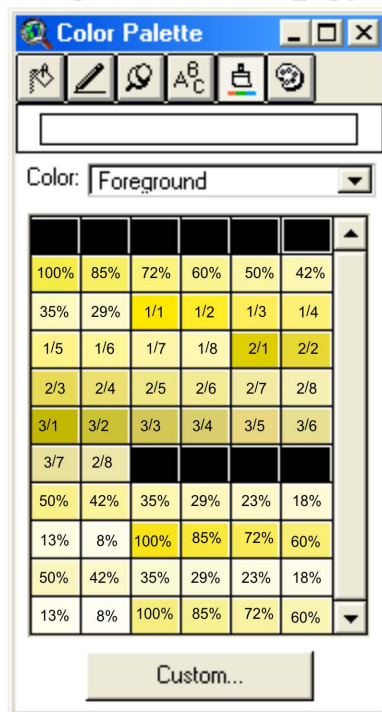 Color Palette
A B C
Color: Foreground
100% 85% 72% 60% 50% 42%
35% 29% 1/1 1/2 1/3 1/4
1/5 1/6 1/7 1/8 2/1 2/2
2/3 2/4 2/5 2/6 2/7 2/8
3/1 3/2 3/3 3/4 3/5 3/6
3/7 2/8
50% 42% 35% 29% 23% 18%
13% 8% 100% 85% 72% 60%
50% 42% 35% 29% 23% 18%
13% 8% 100% 85% 72% 60%
Custom...